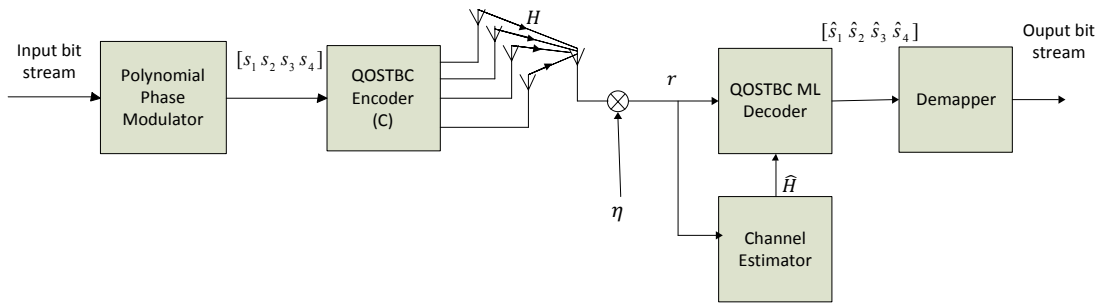 Input bit
stream
Polynomial
Phase
Modulator
[s₁ s₂ s₃ s₄]
QOSTBC
Encoder
(C)
H
η
r
QOSTBC ML
Decoder
[ŝ₁ ŝ₂ ŝ₃ ŝ₄]
Demapper
Ouput bit
stream
Ĥ
Channel
Estimator